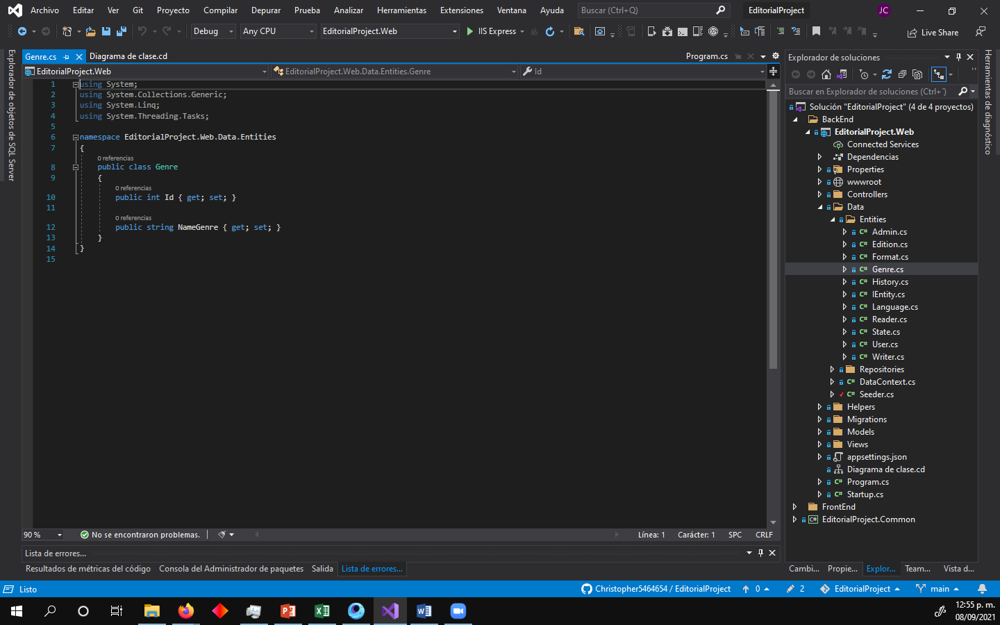 Archivo Editar Ver Git Proyecto Compilar Depurar Prueba Analizar Herramientas Extensiones Ventana Ayuda Buscar (Ctrl+Q) EditorialProject JC
Debug Any CPU EditorialProject.Web IIS Express Live Share
Explorador de objetos de SQL Server
Genre.cs Diagrama de clase.cd Program.cs
EditorialProject.Web EditorialProject.Web.Data.Entities.Genre Id
1 using System;
2 using System.Collections.Generic;
3 using System.Linq;
4 using System.Threading.Tasks;
5
6 namespace EditorialProject.Web.Data.Entities
7 {
0 referencias
8 public class Genre
9 {
0 referencias
10 public int Id { get; set; }
11
0 referencias
12 public string NameGenre { get; set; }
13 }
14 }
15
90 % No se encontraron problemas. Línea: 1 Carácter: 1 SPC CRLF
Lista de errores...
Resultados de métricas del código Consola del Administrador de paquetes Salida Lista de errores...
Explorador de soluciones
Buscar en Explorador de soluciones (Ctrl+´)
Solución "EditorialProject" (4 de 4 proyectos)
BackEnd
EditorialProject.Web
Connected Services
Dependencias
Properties
wwwroot
Controllers
Data
Entities
C# Admin.cs
C# Edition.cs
C# Format.cs
C# Genre.cs
C# History.cs
C# IEntity.cs
C# Language.cs
C# Reader.cs
C# State.cs
C# User.cs
C# Writer.cs
Repositories
C# DataContext.cs
C# Seeder.cs
Helpers
Migrations
Models
Views
appsettings.json
Diagrama de clase.cd
C# Program.cs
C# Startup.cs
FrontEnd
C# EditorialProject.Common
Cambi... Propie... Explor... Team... Vista d...
Herramientas de diagnóstico
Listo Christopher5464654 / EditorialProject 0 2 EditorialProject main
12:55 p. m.
08/09/2021